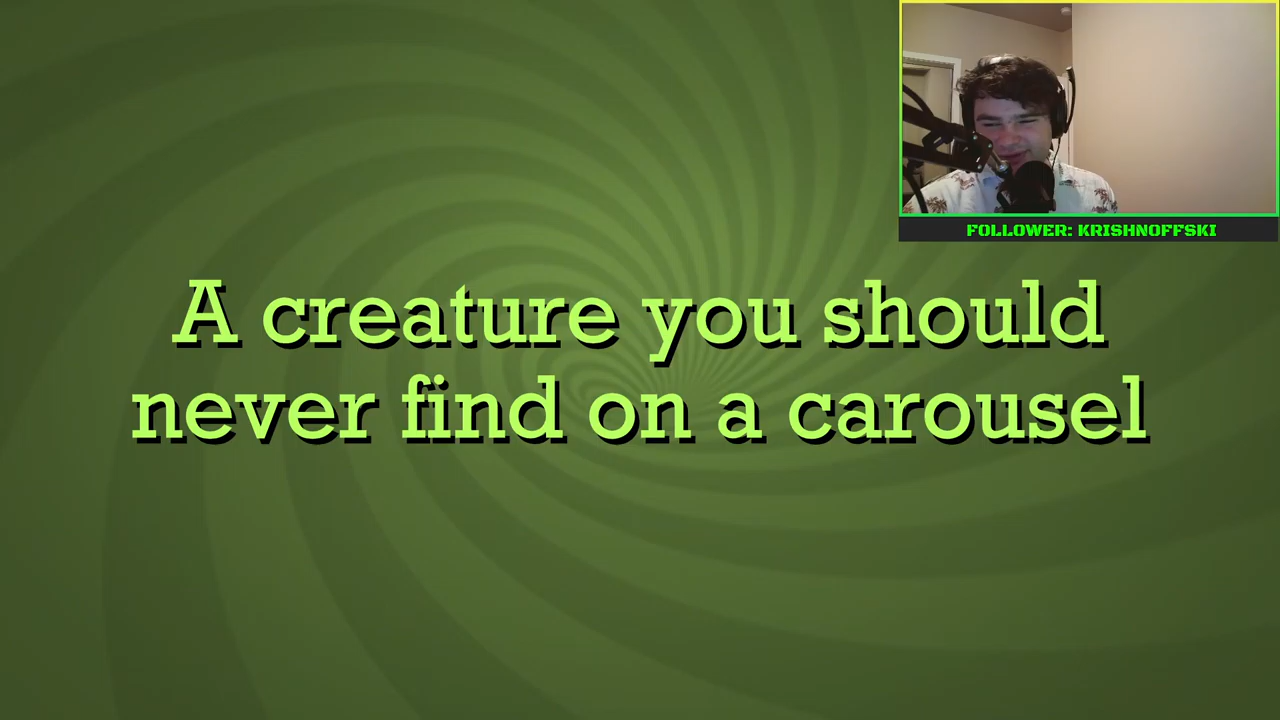 FOLLOWER: KRISHNOFFSKI
A creature you should
never find on a carousel